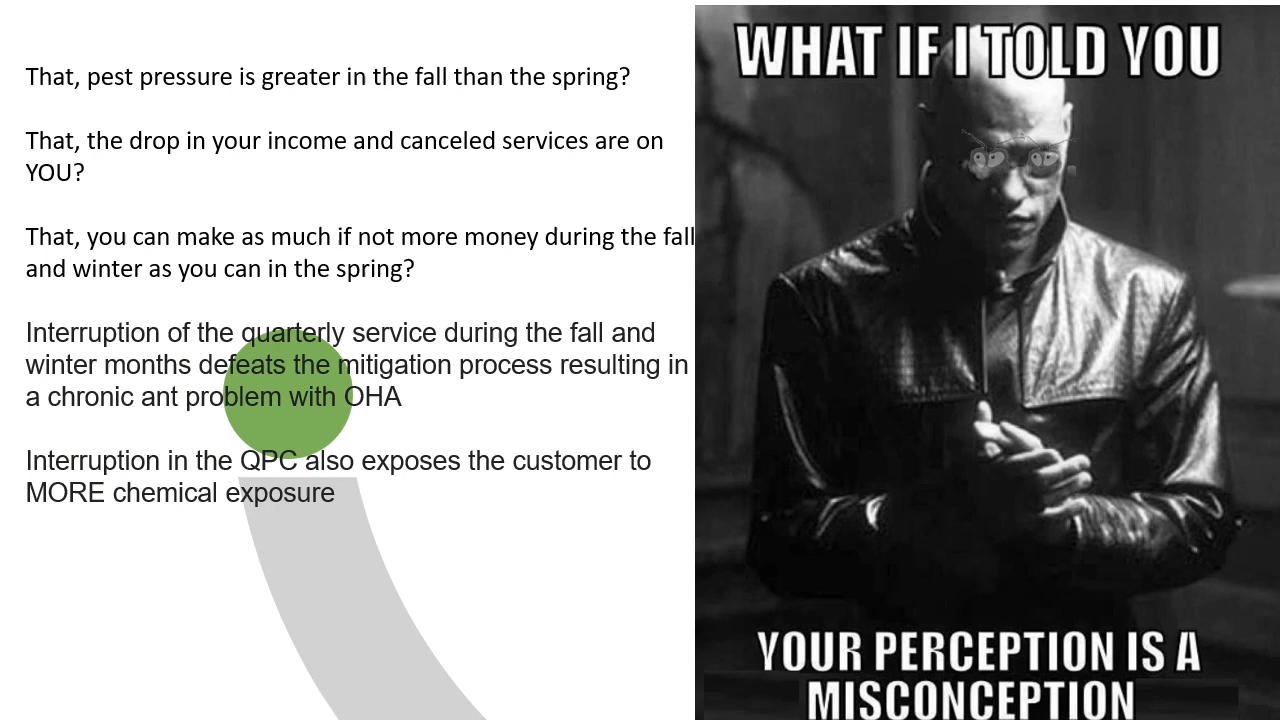 That, pest pressure is greater in the fall than the spring?
That, the drop in your income and canceled services are on
YOU?
That, you can make as much if not more money during the fall
and winter as you can in the spring?
Interruption of the quarterly service during the fall and
winter months defeats the mitigation process resulting in
a chronic ant problem with OHA
Interruption in the QPC also exposes the customer to
MORE chemical exposure
WHAT IF I TOLD YOU
YOUR PERCEPTION IS A
MISCONCEPTION